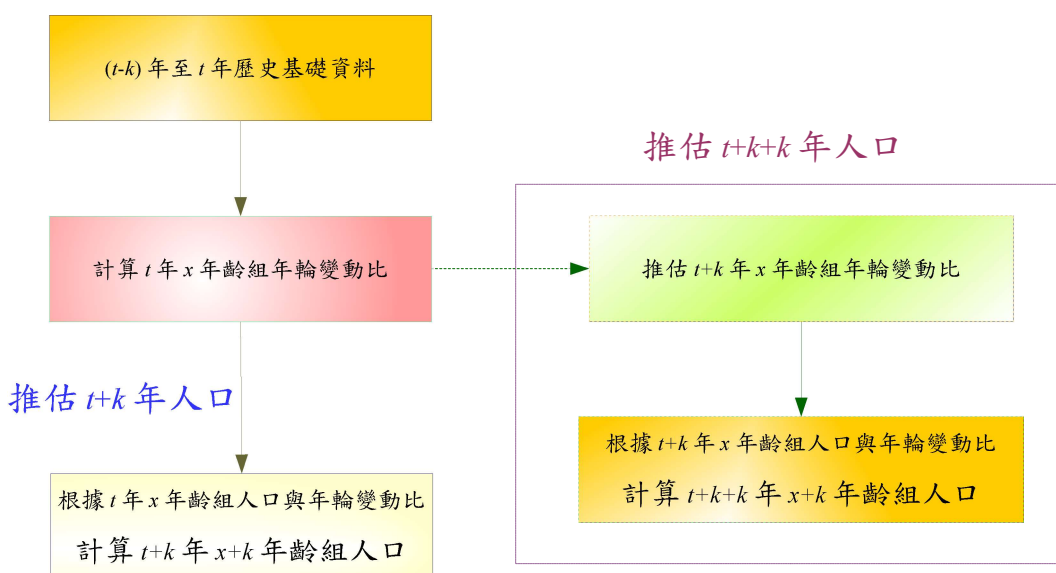 (t-k) 年至 t 年歷史基礎資料
計算 t 年 x 年齡組年輪變動比
推估 t+k 年人口
根據 t 年 x 年齡組人口與年輪變動比
計算 t+k 年 x+k 年齡組人口
推估 t+k+k 年人口
推估 t+k 年 x 年齡組年輪變動比
根據 t+k 年 x 年齡組人口與年輪變動比
計算 t+k+k 年 x+k 年齡組人口